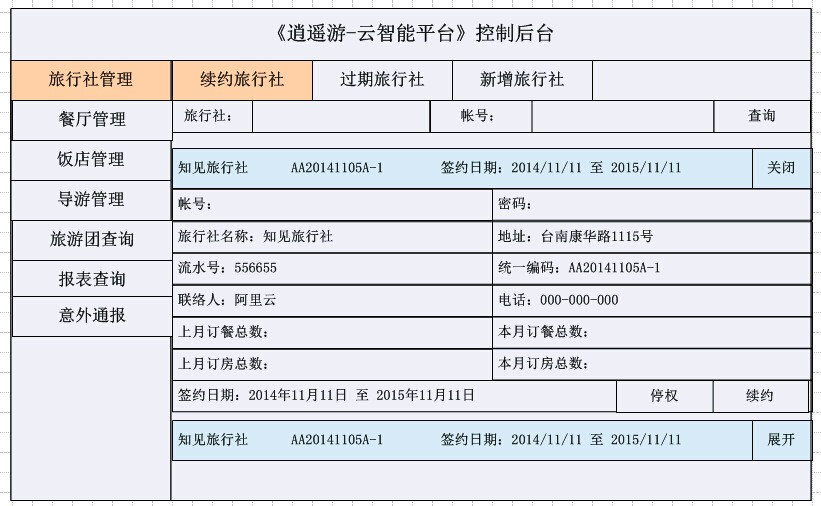 《逍遥游-云智能平台》控制后台
旅行社管理 续约旅行社 过期旅行社 新增旅行社
餐厅管理 旅行社: 帐号: 查询
饭店管理 知见旅行社 AA20141105A-1 签约日期: 2014/11/11 至 2015/11/11 关闭
导游管理 帐号: 密码:
旅游团查询 旅行社名称: 知见旅行社 地址: 台南康华路1115号
报表查询 流水号: 556655 统一编码: AA20141105A-1
意外通报 联络人: 阿里云 电话: 000-000-000
上月订餐总数: 本月订餐总数:
上月订房总数: 本月订房总数:
签约日期: 2014年11月11日 至 2015年11月11日 停权 续约
知见旅行社 AA20141105A-1 签约日期: 2014/11/11 至 2015/11/11 展开